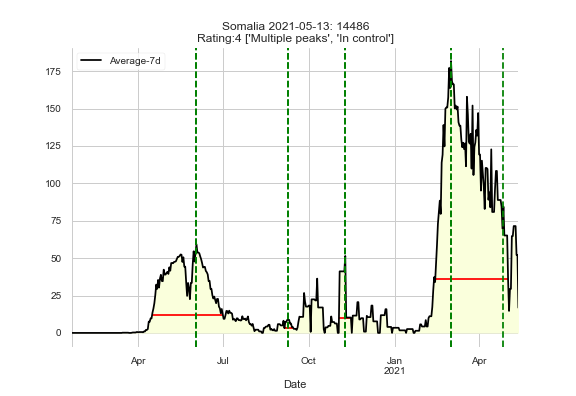 Somalia 2021-05-13: 14486
Rating:4 ['Multiple peaks', 'In control']
Average-7d
175
150
125
100
75
50
25
0
Apr Jul Oct Jan Apr
2021
Date